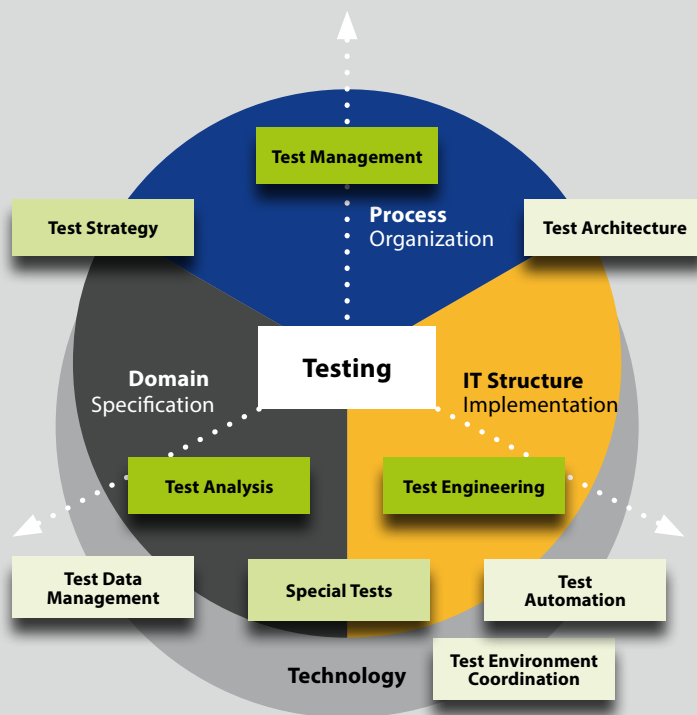 Test Management
Test Strategy
Process
Organization
Test Architecture
Testing
Domain
Specification
IT Structure
Implementation
Test Analysis
Test Engineering
Test Data
Management
Special Tests
Test
Automation
Technology
Test Environment
Coordination